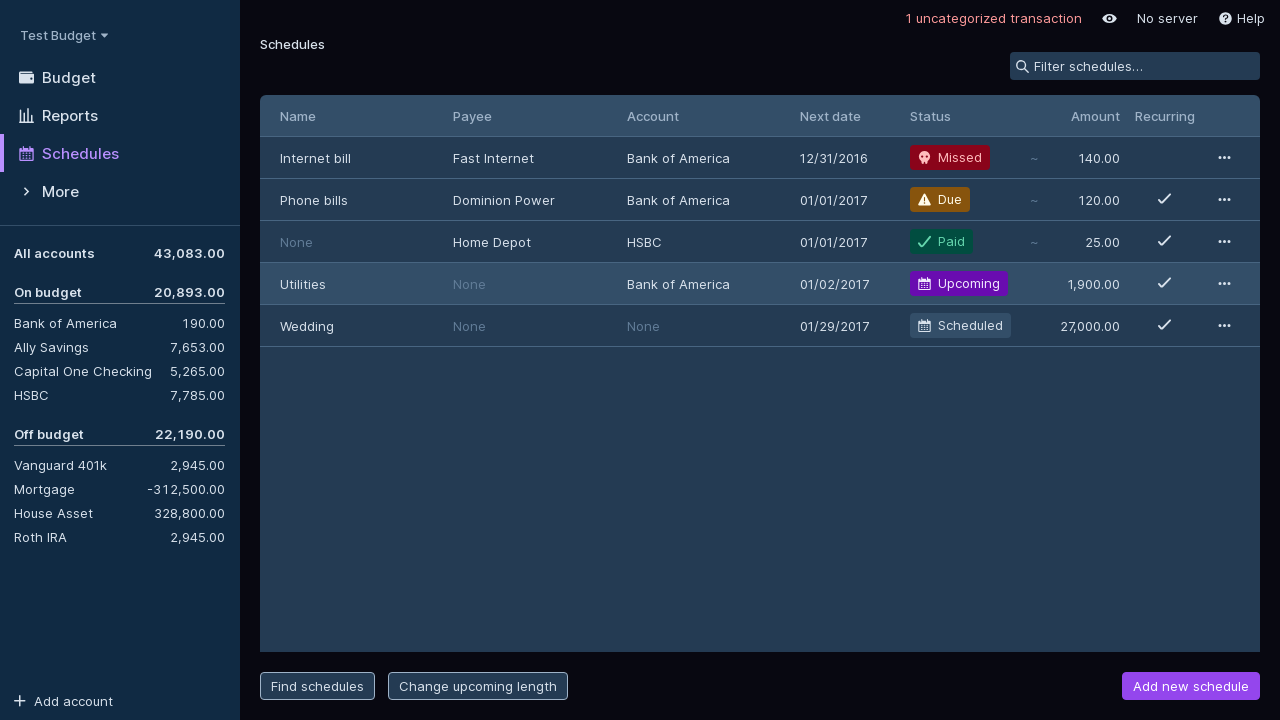 1 uncategorized transaction No server Help
Test Budget
Schedules
Filter schedules...
Budget
Reports
Schedules
More
All accounts 43,083.00
On budget 20,893.00
Bank of America 190.00
Ally Savings 7,653.00
Capital One Checking 5,265.00
HSBC 7,785.00
Off budget 22,190.00
Vanguard 401k 2,945.00
Mortgage -312,500.00
House Asset 328,800.00
Roth IRA 2,945.00
Add account
Name Payee Account Next date Status Amount Recurring
Internet bill Fast Internet Bank of America 12/31/2016 Missed ~ 140.00
Phone bills Dominion Power Bank of America 01/01/2017 Due ~ 120.00
None Home Depot HSBC 01/01/2017 Paid ~ 25.00
Utilities None Bank of America 01/02/2017 Upcoming 1,900.00
Wedding None None 01/29/2017 Scheduled 27,000.00
Find schedules Change upcoming length Add new schedule